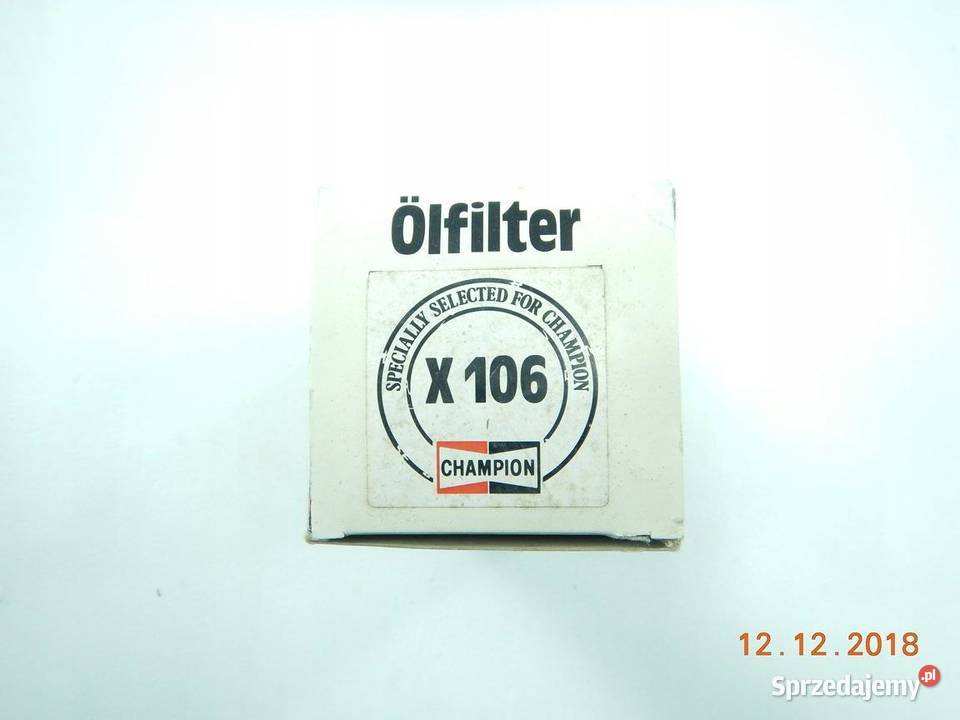 Ölfilter
SPECIALLY SELECTED FOR CHAMPION
X 106
CHAMPION
12.12.2018
Sprzedajemy.pl